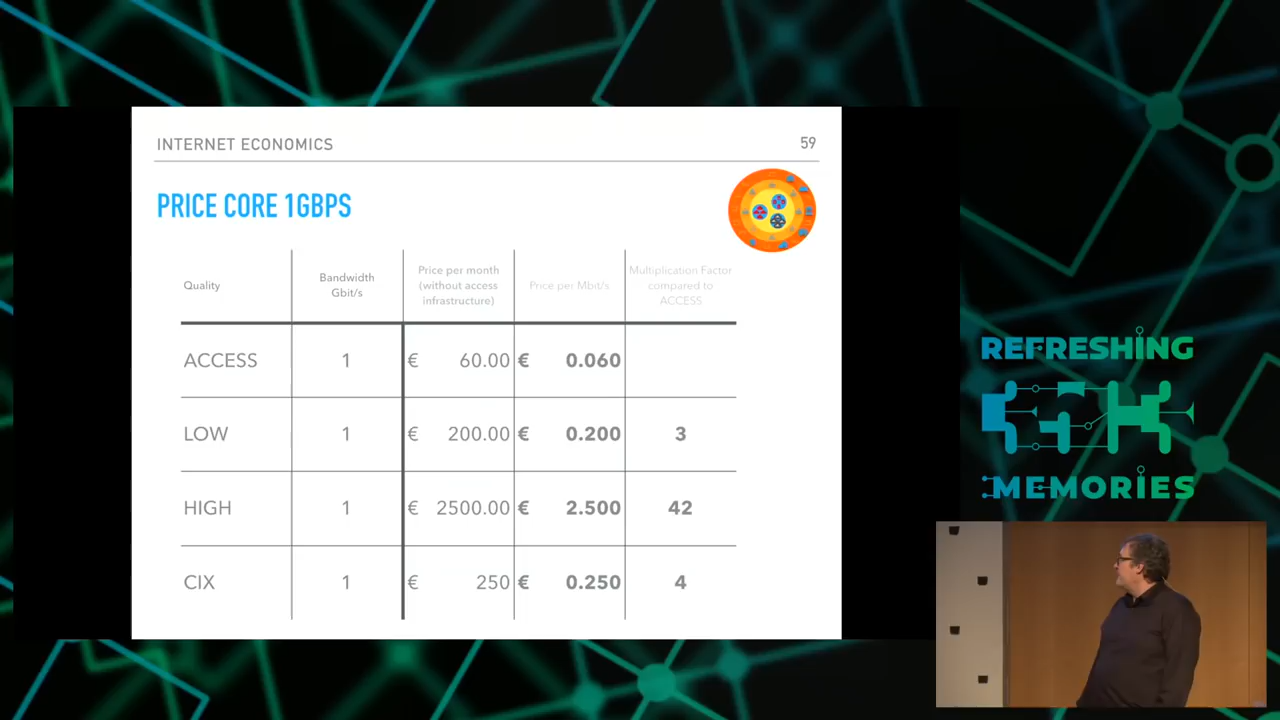 INTERNET ECONOMICS 59
PRICE CORE 1GBPS
Quality
Bandwidth
Gbit/s
Price per month
(without access
infrastructure)
Price per Mbit/s
Multiplication Factor
compared to
ACCESS
ACCESS 1 € 60.00 € 0.060
LOW 1 € 200.00 € 0.200 3
HIGH 1 € 2500.00 € 2.500 42
CIX 1 € 250 € 0.250 4
REFRESHING
MEMORIES